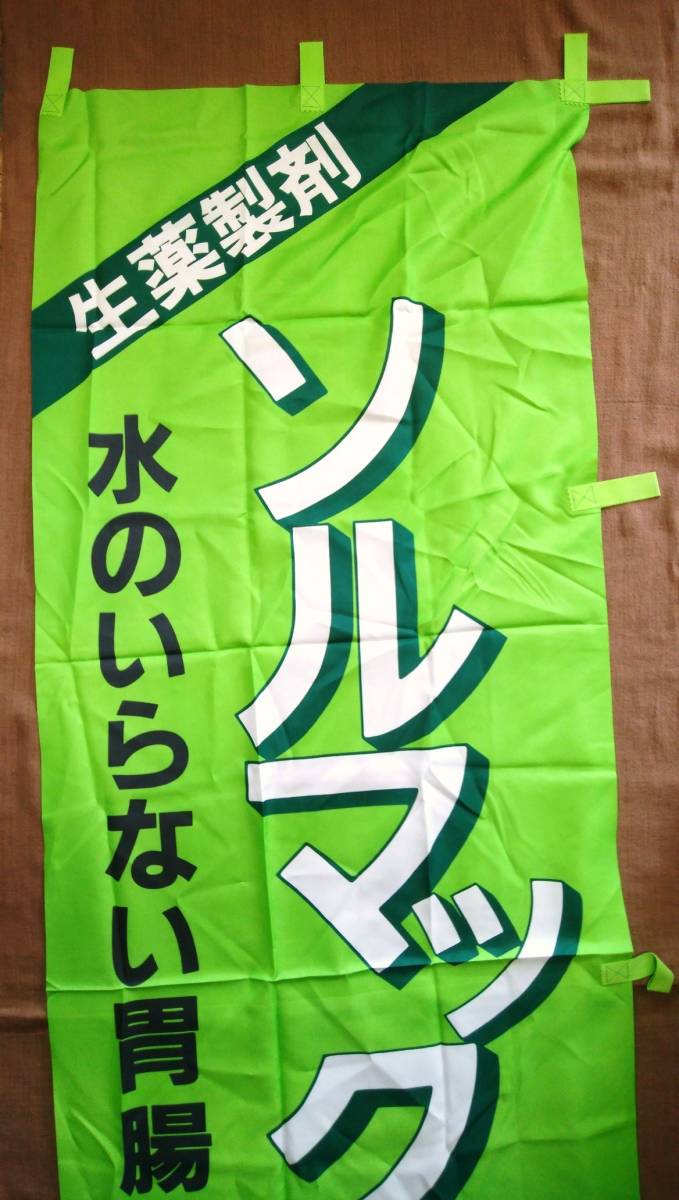 生薬製剤
ソルマック
水のいらない胃腸